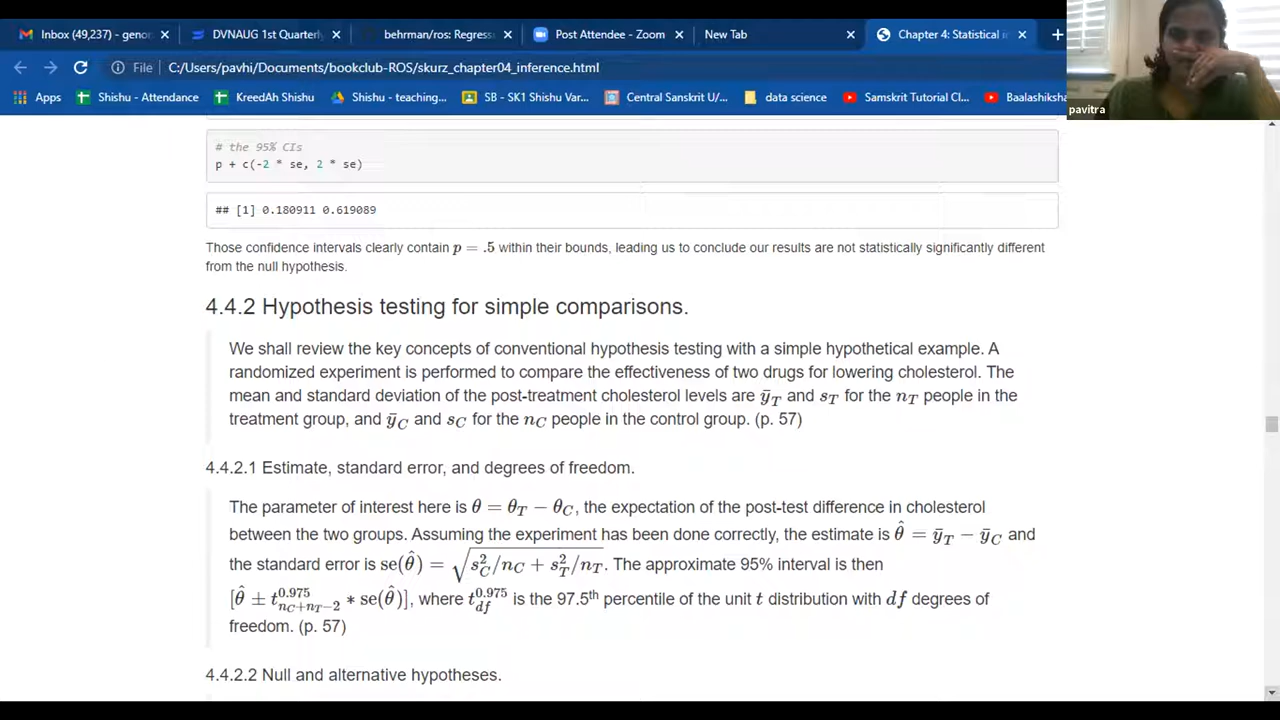 Inbox (49,237) - geno
DVNAUG 1st Quarterly
behrman/ros: Regress
Post Attendee - Zoom
New Tab
Chapter 4: Statistical i
File
C:/Users/pavhi/Documents/bookclub-ROS/skurz_chapter04_inference.html
Apps
Shishu - Attendance
KreedAh Shishu
Shishu - teaching...
SB - SK1 Shishu Var...
Central Sanskrit U/...
data science
Samskrit Tutorial Cl...
Baalashiksha
pavitra
# the 95% CIs
p + c(-2 * se, 2 * se)
## [1] 0.180911 0.619089
Those confidence intervals clearly contain p = .5 within their bounds, leading us to conclude our results are not statistically significantly different
from the null hypothesis.
4.4.2 Hypothesis testing for simple comparisons.
We shall review the key concepts of conventional hypothesis testing with a simple hypothetical example. A
randomized experiment is performed to compare the effectiveness of two drugs for lowering cholesterol. The
mean and standard deviation of the post-treatment cholesterol levels are ȳ_T and s_T for the n_T people in the
treatment group, and ȳ_C and s_C for the n_C people in the control group. (p. 57)
4.4.2.1 Estimate, standard error, and degrees of freedom.
The parameter of interest here is θ = θ_T − θ_C, the expectation of the post-test difference in cholesterol
between the two groups. Assuming the experiment has been done correctly, the estimate is θ̂ = ȳ_T − ȳ_C and
the standard error is se(θ̂) = √(s_C^2/n_C + s_T^2/n_T). The approximate 95% interval is then
[θ̂ ± t_{n_C+n_T−2}^{0.975} * se(θ̂)], where t_{df}^{0.975} is the 97.5th percentile of the unit t distribution with df degrees of
freedom. (p. 57)
4.4.2.2 Null and alternative hypotheses.